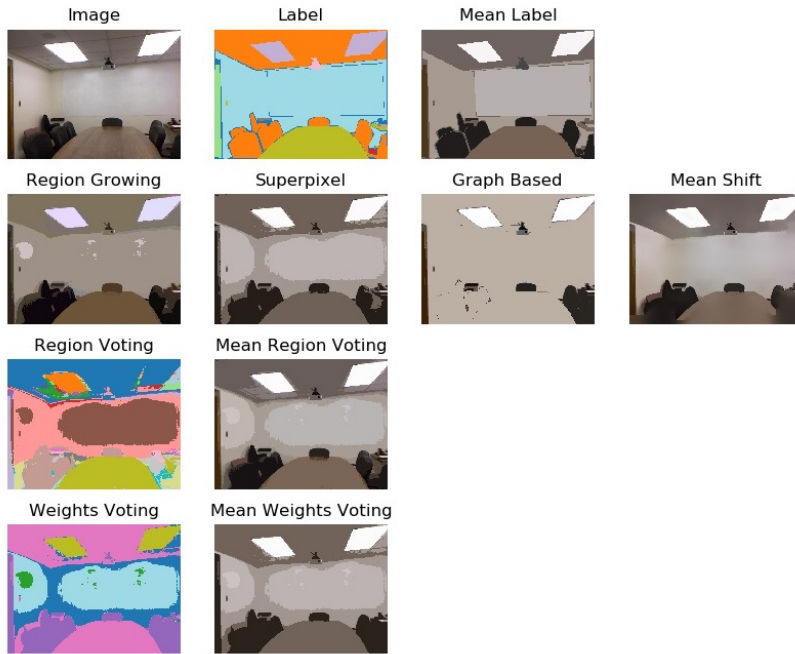 Image
Label
Mean Label
Region Growing
Superpixel
Graph Based
Mean Shift
Region Voting
Mean Region Voting
Weights Voting
Mean Weights Voting